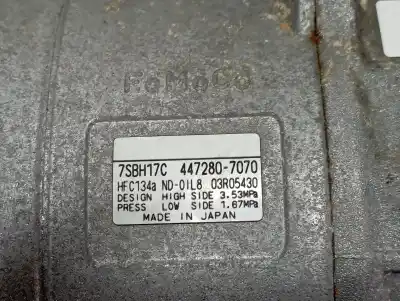 FoMoCo
7SBH17C 447280-7070
HFC134a ND-OIL8 03R05430
DESIGN HIGH SIDE 3.53MPa
PRESS LOW SIDE 1.67MPa
MADE IN JAPAN